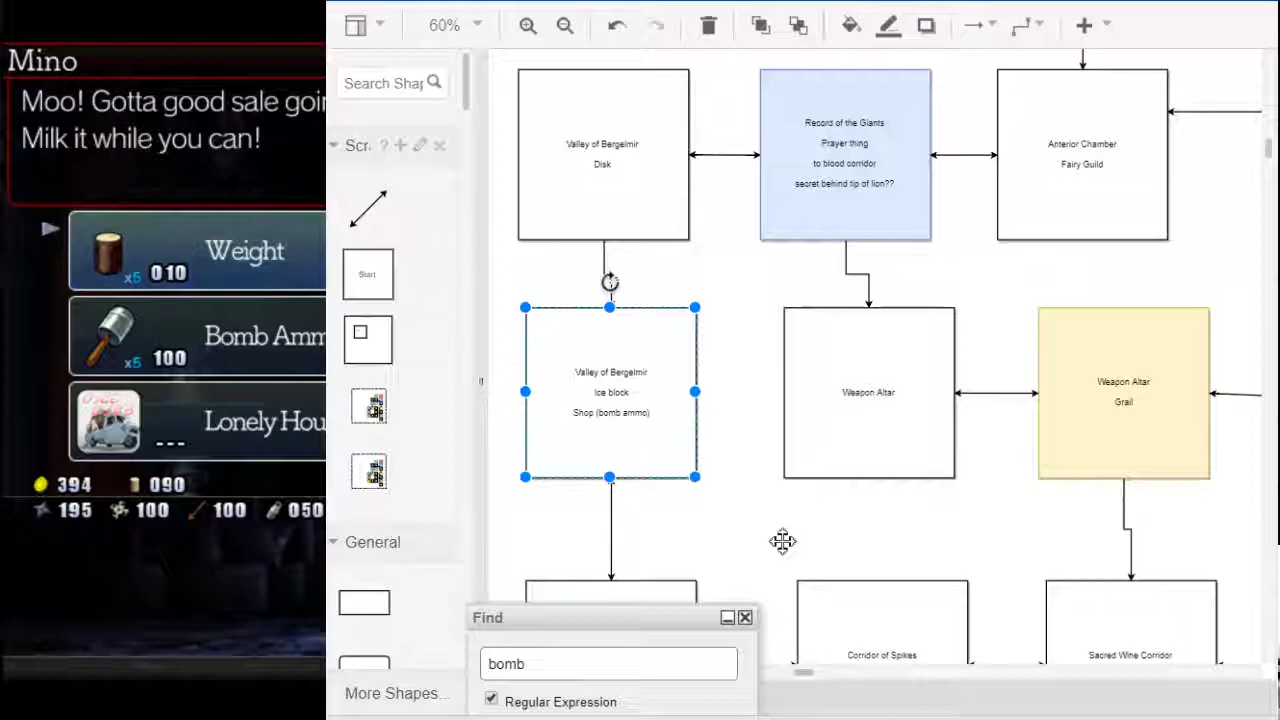 Mino
Moo! Gotta good sale goi
Milk it while you can!
x5 010
Weight
x5 100
Bomb Amm
---
Lonely Hou
394 090
195 100 100 050
60%
Search Shap
Scr. ?
Start
General
More Shapes...
Valley of Bergelmir
Disk
Record of the Giants
Prayer thing
to blood corridor
secret behind tip of lion??
Anterior Chamber
Fairy Guild
Valley of Bergelmir
Ice block
Shop (bomb ammo)
Weapon Altar
Weapon Altar
Grail
Corridor of Spikes
Sacred Wine Corridor
Find
bomb
Regular Expression